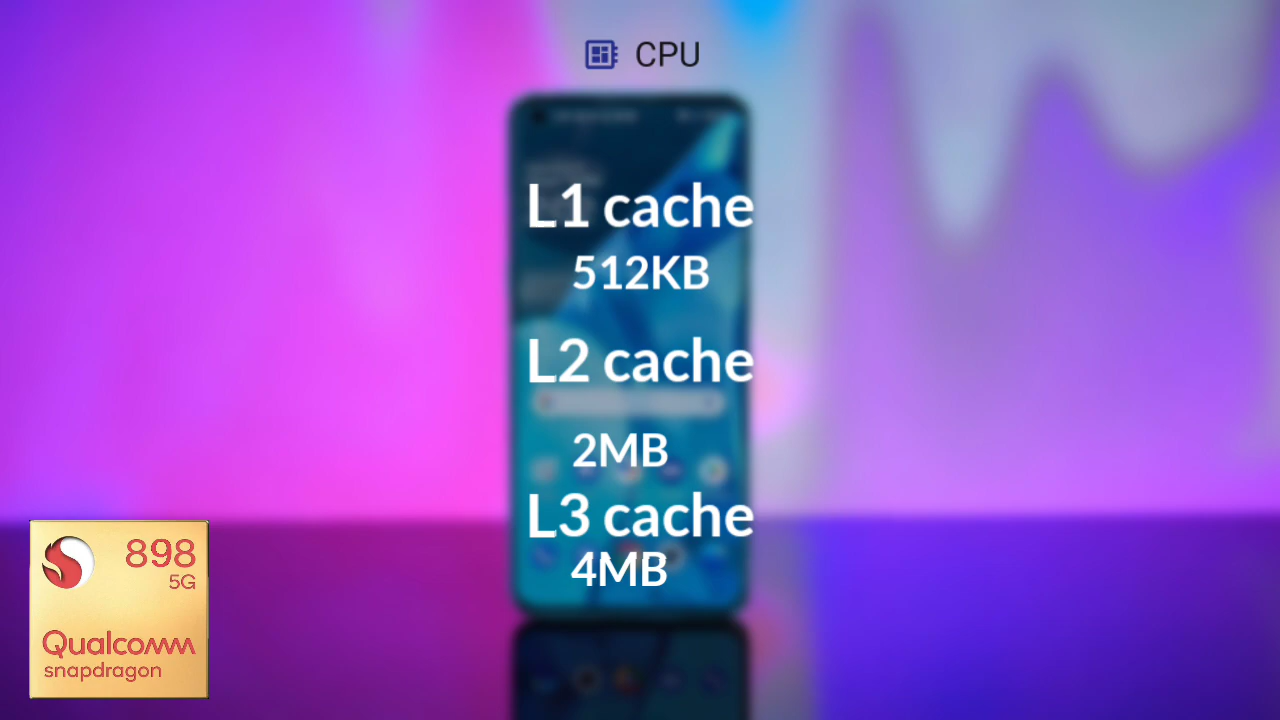 CPU
L1 cache
512KB
L2 cache
2MB
L3 cache
4MB
898
5G
Qualcomm
snapdragon